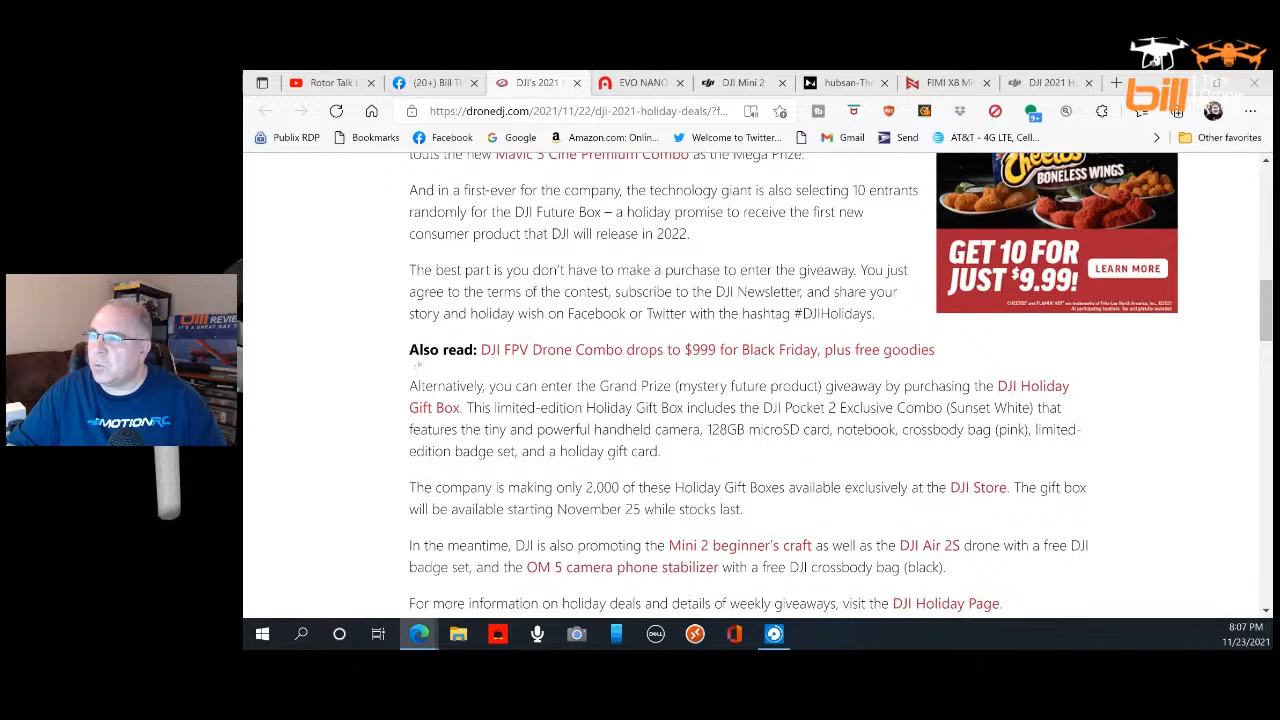 bill
The Drone
Rotor Talk L
(20+) Bill Th
DJI's 2021
EVO NANO
DJI Mini 2
hubsan-The
FIMI X8 Mi
DJI 2021 H
https://dronedj.com/2021/11/22/dji-2021-holiday-deals/?f...
fb
9+
Publix RDP
Bookmarks
Facebook
Google
Amazon.com: Onlin...
Welcome to Twitter...
Gmail
Send
AT&T - 4G LTE, Cell...
Other favorites
touts the new Mavic 3 Cine Premium Combo as the Mega Prize.
And in a first-ever for the company, the technology giant is also selecting 10 entrants
randomly for the DJI Future Box – a holiday promise to receive the first new
consumer product that DJI will release in 2022.
The best part is you don't have to make a purchase to enter the giveaway. You just
agree to the terms of the contest, subscribe to the DJI Newsletter, and share your
story or holiday wish on Facebook or Twitter with the hashtag #DJIHolidays.
Also read: DJI FPV Drone Combo drops to $999 for Black Friday, plus free goodies
Alternatively, you can enter the Grand Prize (mystery future product) giveaway by purchasing the DJI Holiday
Gift Box. This limited-edition Holiday Gift Box includes the DJI Pocket 2 Exclusive Combo (Sunset White) that
features the tiny and powerful handheld camera, 128GB microSD card, notebook, crossbody bag (pink), limited-
edition badge set, and a holiday gift card.
The company is making only 2,000 of these Holiday Gift Boxes available exclusively at the DJI Store. The gift box
will be available starting November 25 while stocks last.
In the meantime, DJI is also promoting the Mini 2 beginner's craft as well as the DJI Air 2S drone with a free DJI
badge set, and the OM 5 camera phone stabilizer with a free DJI crossbody bag (black).
For more information on holiday deals and details of weekly giveaways, visit the DJI Holiday Page.
Cheetos
BONELESS WINGS
GET 10 FOR
JUST $9.99!
LEARN MORE
bill REVIE
IT'S A GREAT DAY T
MOTIONRC
DELL
8:07 PM
11/23/2021